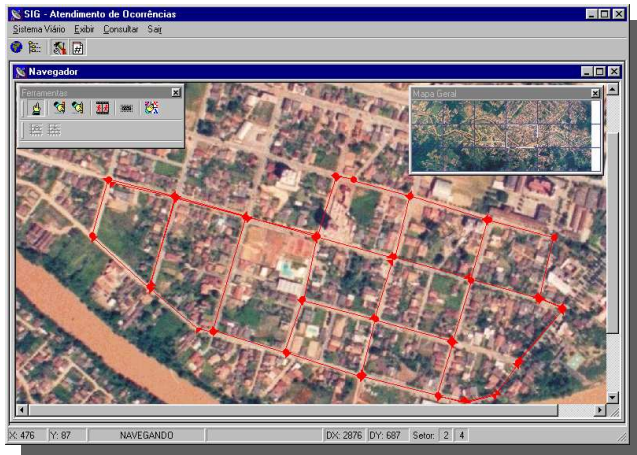 SIG - Atendimento de Ocorrências
Sistema Viário Exibir Consultar Sair
Navegador
Ferramentas
Mapa Geral
X: 476 Y: 87 NAVEGANDO DX: 2876 DY: 687 Setor: 2 4